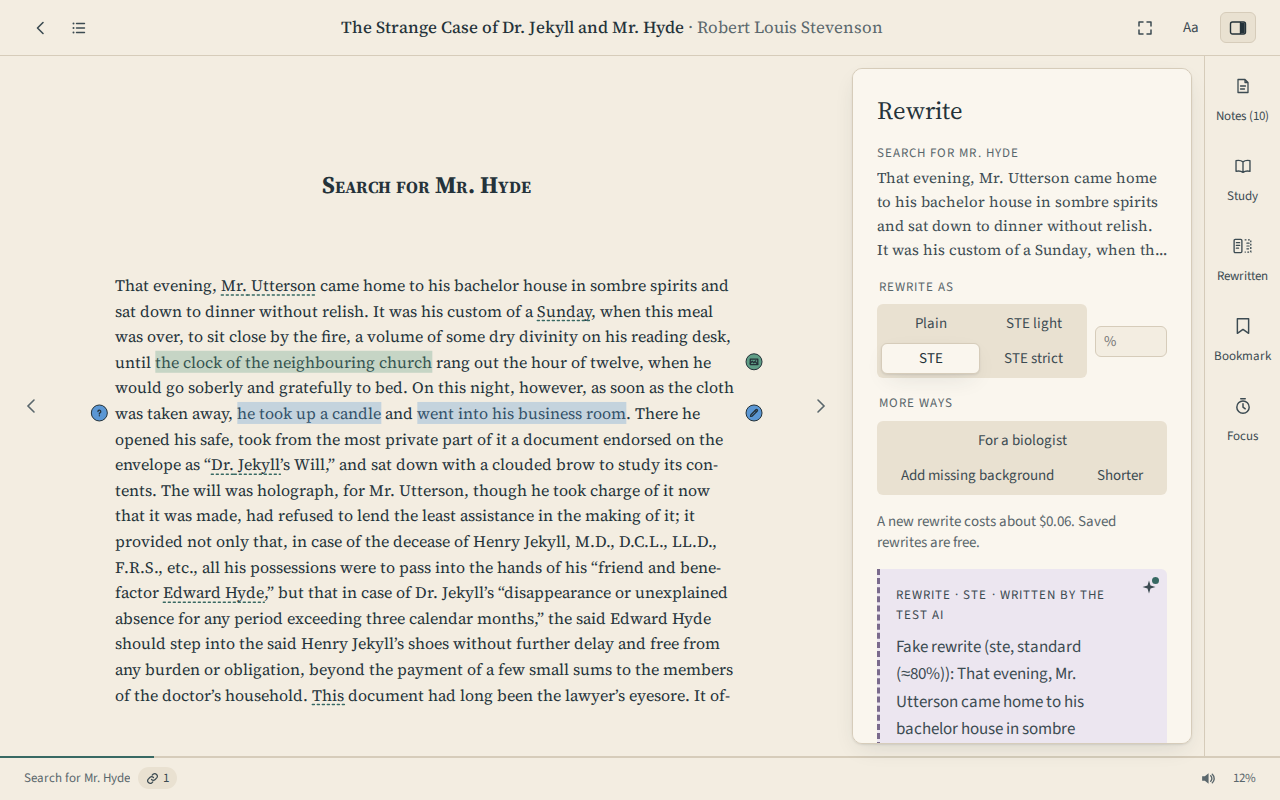 The Strange Case of Dr. Jekyll and Mr. Hyde · Robert Louis Stevenson
Aa
Search for Mr. Hyde
That evening, Mr. Utterson came home to his bachelor house in sombre spirits and
sat down to dinner without relish. It was his custom of a Sunday, when this meal
was over, to sit close by the fire, a volume of some dry divinity on his reading desk,
until the clock of the neighbouring church rang out the hour of twelve, when he
would go soberly and gratefully to bed. On this night, however, as soon as the cloth
was taken away, he took up a candle and went into his business room. There he
opened his safe, took from the most private part of it a document endorsed on the
envelope as “Dr. Jekyll’s Will,” and sat down with a clouded brow to study its con-
tents. The will was holograph, for Mr. Utterson, though he took charge of it now
that it was made, had refused to lend the least assistance in the making of it; it
provided not only that, in case of the decease of Henry Jekyll, M.D., D.C.L., LL.D.,
F.R.S., etc., all his possessions were to pass into the hands of his “friend and bene-
factor Edward Hyde,” but that in case of Dr. Jekyll’s “disappearance or unexplained
absence for any period exceeding three calendar months,” the said Edward Hyde
should step into the said Henry Jekyll’s shoes without further delay and free from
any burden or obligation, beyond the payment of a few small sums to the members
of the doctor’s household. This document had long been the lawyer’s eyesore. It of-
?
Rewrite
SEARCH FOR MR. HYDE
That evening, Mr. Utterson came home
to his bachelor house in sombre spirits
and sat down to dinner without relish.
It was his custom of a Sunday, when th...
REWRITE AS
Plain
STE light
STE
STE strict
%
MORE WAYS
For a biologist
Add missing background
Shorter
A new rewrite costs about $0.06. Saved
rewrites are free.
REWRITE · STE · WRITTEN BY THE
TEST AI
Fake rewrite (ste, standard
(≈80%)): That evening, Mr.
Utterson came home to his
bachelor house in sombre
Notes (10)
Study
Rewritten
Bookmark
Focus
Search for Mr. Hyde
1
12%